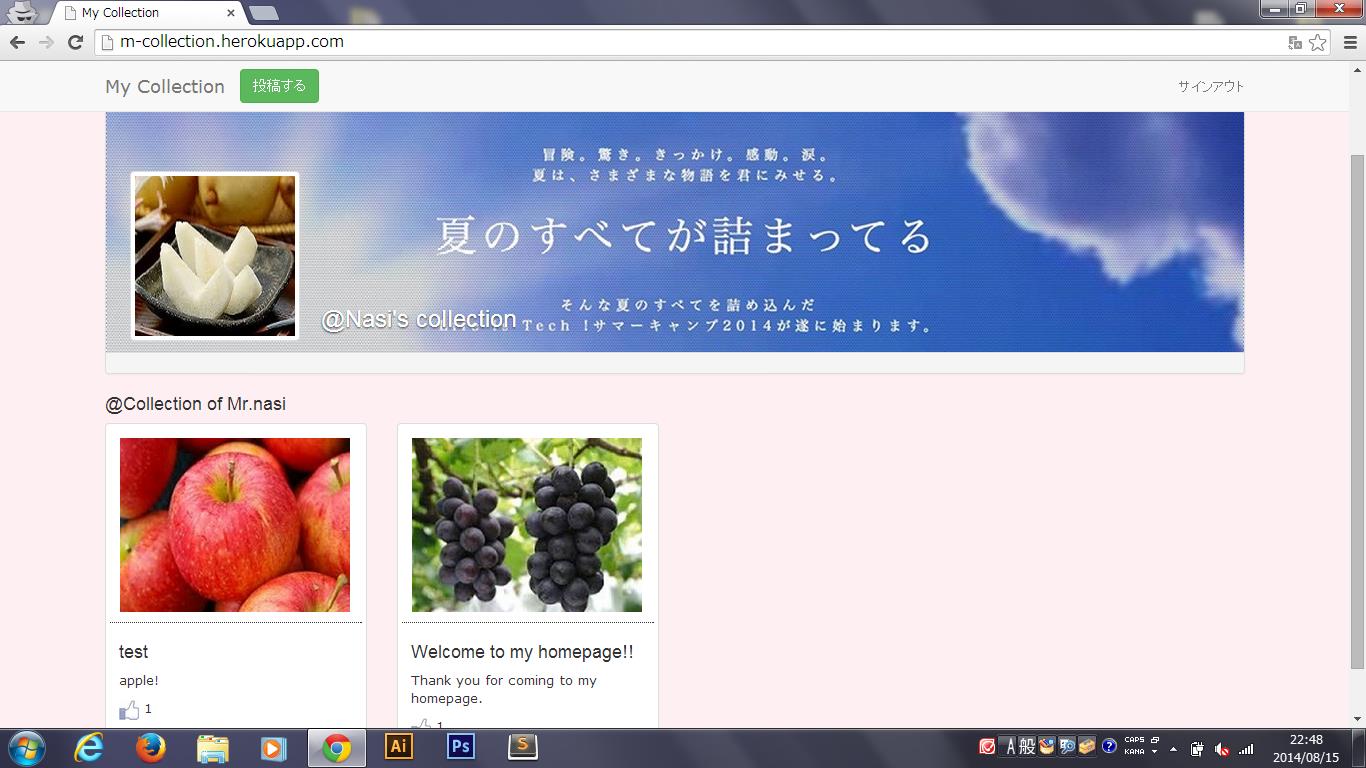 My Collection
m-collection.herokuapp.com
My Collection
投稿する
サインアウト
冒険。驚き。きっかけ。感動。涙。
夏は、さまざまな物語を君にみせる。
夏のすべてが詰まってる
そんな夏のすべてを詰め込んだ
Tech !サマーキャンプ2014が遂に始まります。
@Nasi's collection
@Collection of Mr.nasi
test
apple!
1
Welcome to my homepage!!
Thank you for coming to my
homepage.
1
Ai
Ps
S
A 般
CAPS
KANA
22:48
2014/08/15